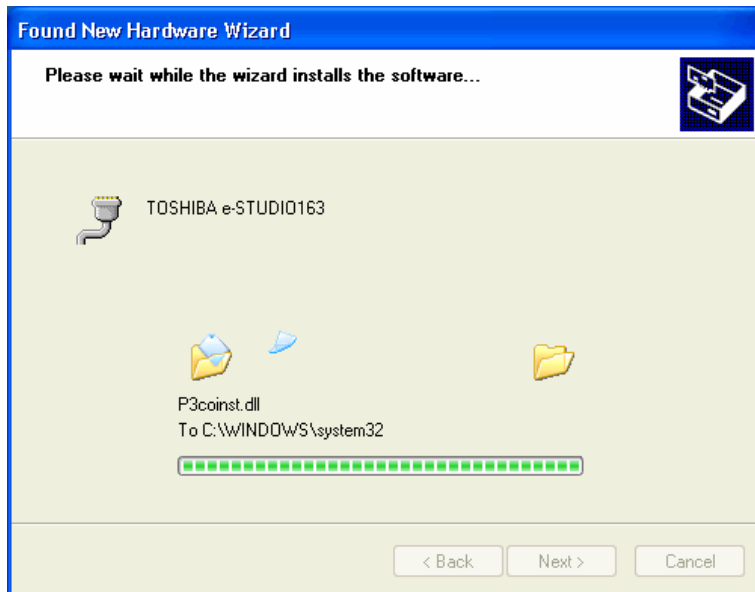 Found New Hardware Wizard
Please wait while the wizard installs the software...
TOSHIBA e-STUDIO163
P3coinst.dll
To C:\WINDOWS\system32
< Back
Next >
Cancel